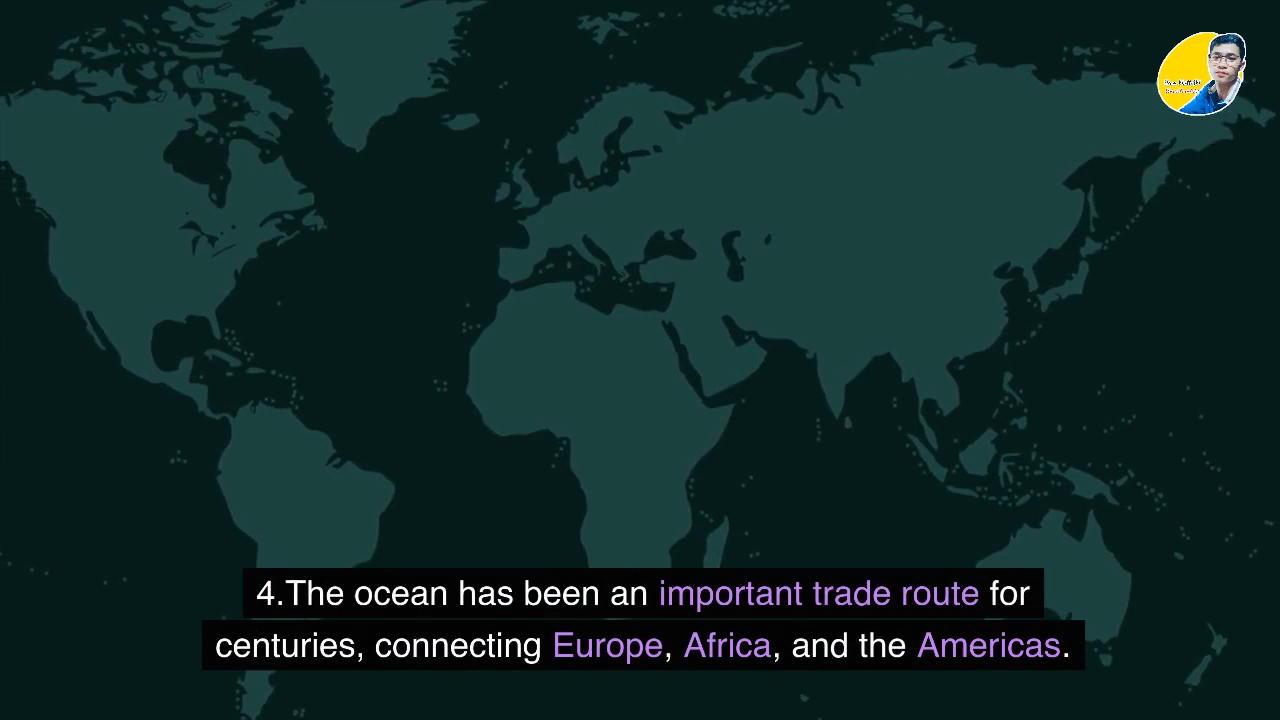 4.The ocean has been an important trade route for
centuries, connecting Europe, Africa, and the Americas.